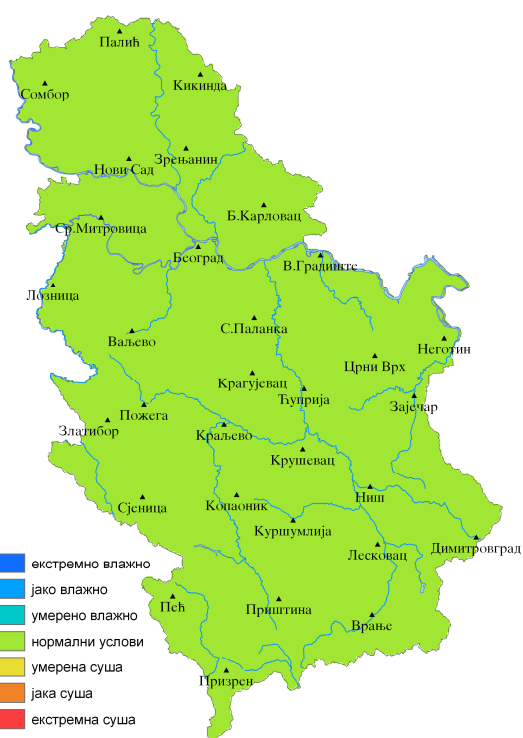 Палић
Кикинда
Сомбор
Зрењанин
Нови Сад
Б.Карловац
Ср.Митровица
Београд
В.Градиште
Лозница
С.Паланка
Ваљево
Неготин
Црни Врх
Крагујевац
Ћуприја
Зајечар
Пожега
Златибор
Краљево
Крушевац
Ниш
Копаоник
Сјеница
Куршумлија
Димитровград
Лесковац
екстремно влажно
јако влажно
Пећ
Приштина
умерено влажно
Врање
нормални услови
умерена суша
Призрен
јака суша
екстремна суша